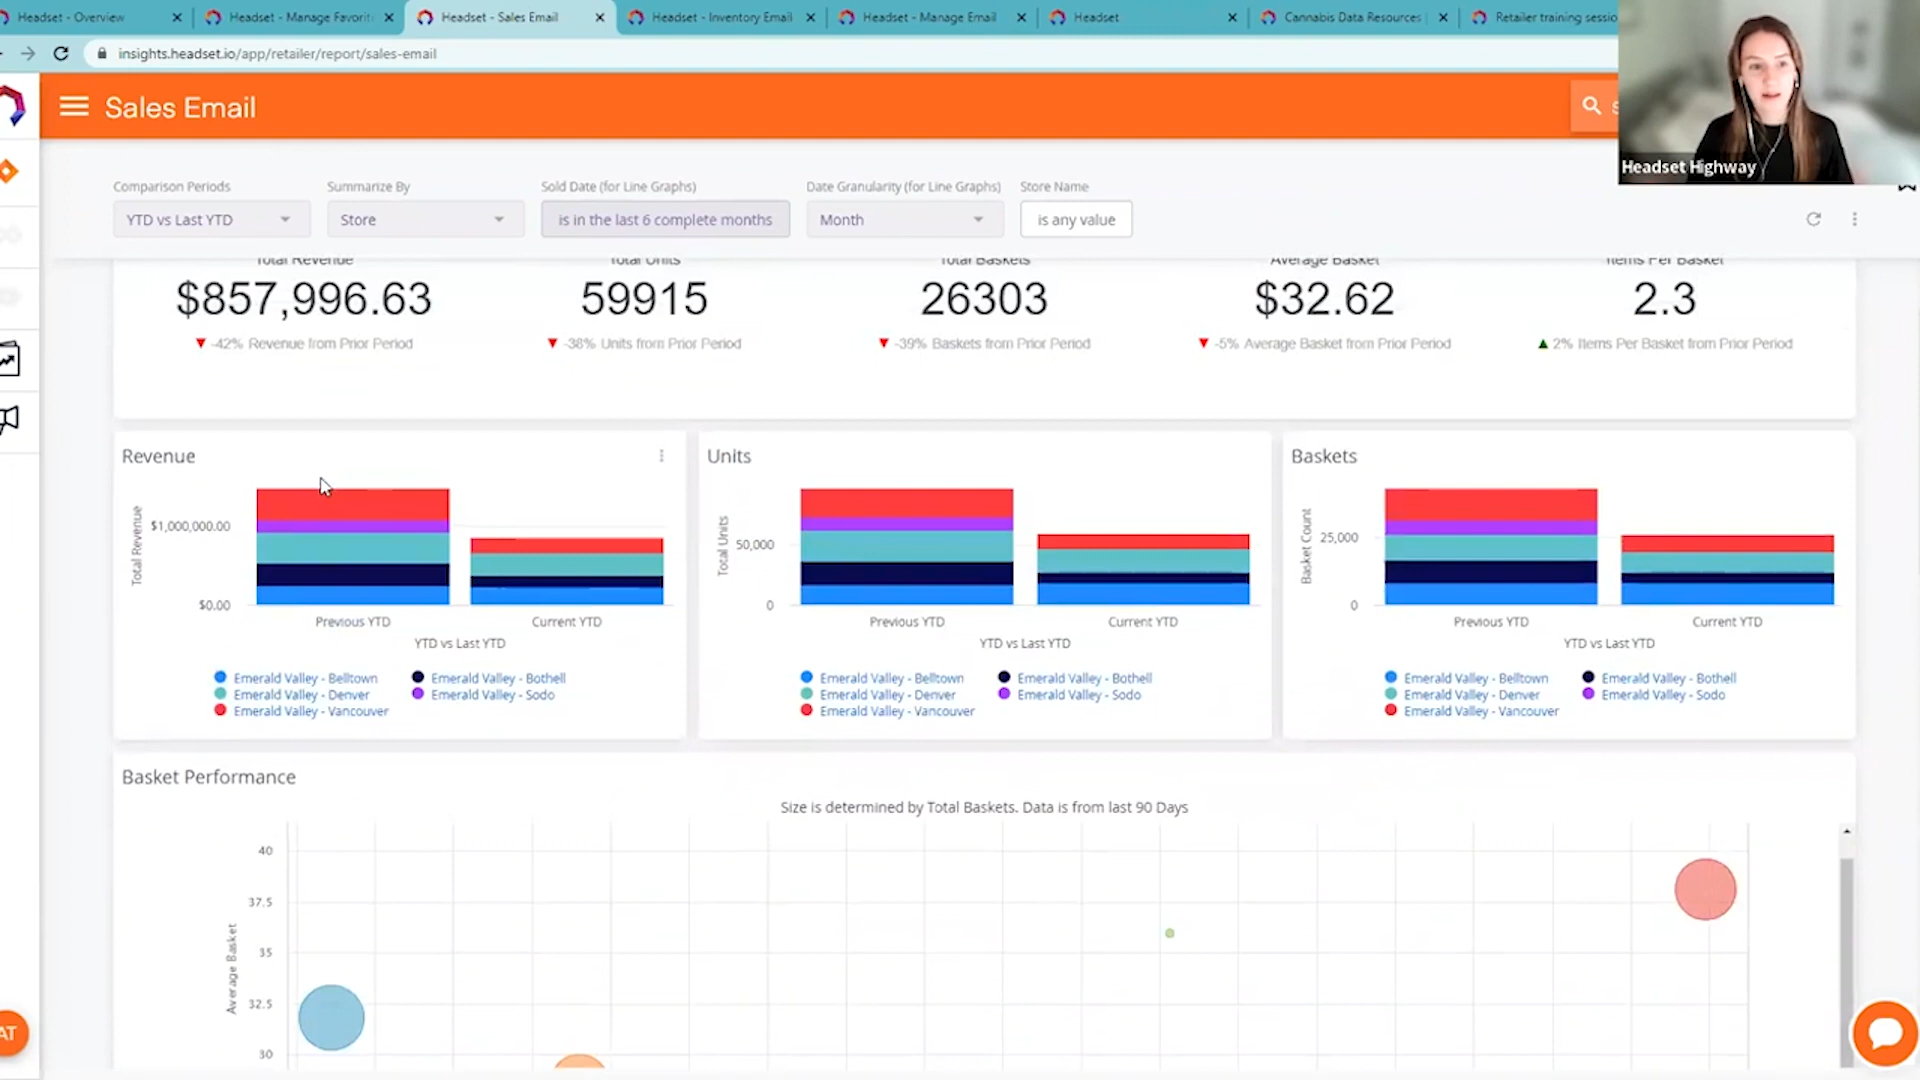 Headset - Overview
Headset - Manage Favorit
Headset - Sales Email
Headset - Inventory Email
Headset - Manage Email
Headset
Cannabis Data Resources
Retailer training sessio
insights.headset.io/app/retailer/report/sales-email
Sales Email
Headset Highway
Comparison Periods
Summarize By
Sold Date (for Line Graphs)
Date Granularity (for Line Graphs)
Store Name
YTD vs Last YTD
Store
is in the last 6 complete months
Month
is any value
Total Revenue
Total Units
Total Baskets
Average Basket
Items Per Basket
$857,996.63
59915
26303
$32.62
2.3
-42% Revenue from Prior Period
-38% Units from Prior Period
-39% Baskets from Prior Period
-5% Average Basket from Prior Period
2% Items Per Basket from Prior Period
Revenue
Total Revenue
$1,000,000.00
$0.00
Previous YTD
Current YTD
YTD vs Last YTD
Emerald Valley - Belltown
Emerald Valley - Bothell
Emerald Valley - Denver
Emerald Valley - Sodo
Emerald Valley - Vancouver
Units
Total Units
50,000
0
Previous YTD
Current YTD
YTD vs Last YTD
Emerald Valley - Belltown
Emerald Valley - Bothell
Emerald Valley - Denver
Emerald Valley - Sodo
Emerald Valley - Vancouver
Baskets
Basket Count
25,000
0
Previous YTD
Current YTD
YTD vs Last YTD
Emerald Valley - Belltown
Emerald Valley - Bothell
Emerald Valley - Denver
Emerald Valley - Sodo
Emerald Valley - Vancouver
Basket Performance
Size is determined by Total Baskets. Data is from last 90 Days
Average Basket
40
37.5
35
32.5
30
AT